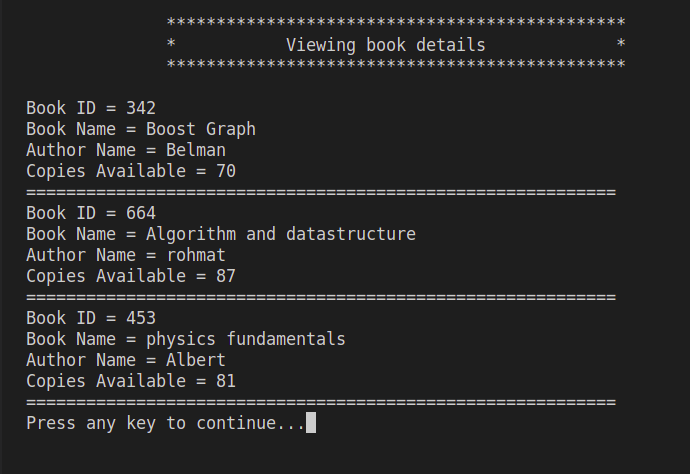 **********************************************
*           Viewing book details             *
**********************************************
Book ID = 342
Book Name = Boost Graph
Author Name = Belman
Copies Available = 70
===========================================================
Book ID = 664
Book Name = Algorithm and datastructure
Author Name = rohmat
Copies Available = 87
===========================================================
Book ID = 453
Book Name = physics fundamentals
Author Name = Albert
Copies Available = 81
===========================================================
Press any key to continue...